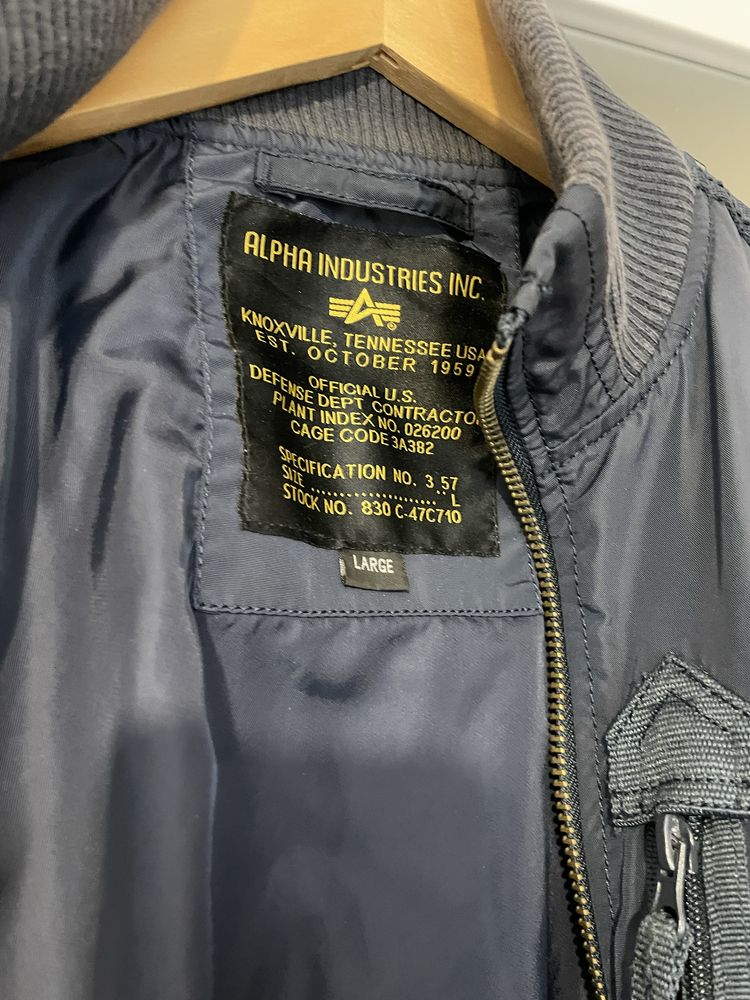 ALPHA INDUSTRIES INC.
KNOXVILLE, TENNESSEE USA
EST. OCTOBER 1959
OFFICIAL U.S.
DEFENSE DEPT CONTRACTO
PLANT INDEX NO. 026200
CAGE CODE 3A382
SPECIFICATION NO. 3 57
SIZE ........................ L
STOCK NO. 830 C-47C710
LARGE